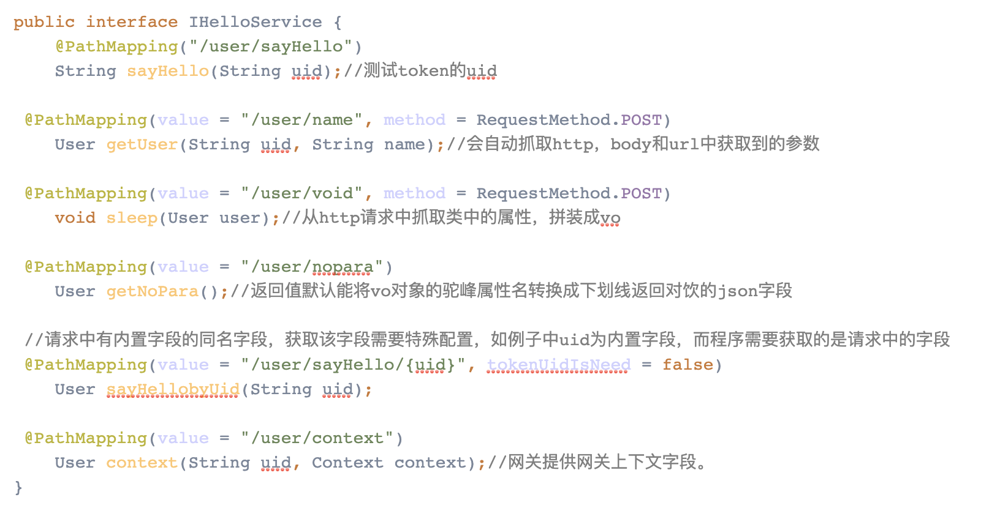 public interface IHelloService {
@PathMapping("/user/sayHello")
String sayHello(String uid);//测试token的uid
@PathMapping(value = "/user/name", method = RequestMethod.POST)
User getUser(String uid, String name);//会自动抓取http，body和url中获取到的参数
@PathMapping(value = "/user/void", method = RequestMethod.POST)
void sleep(User user);//从http请求中抓取类中的属性，拼装成vo
@PathMapping(value = "/user/nopara")
User getNoPara();//返回值默认能将vo对象的驼峰属性名转换成下划线返回对饮的json字段
//请求中有内置字段的同名字段，获取该字段需要特殊配置，如例子中uid为内置字段，而程序需要获取的是请求中的字段
@PathMapping(value = "/user/sayHello/{uid}", tokenUidIsNeed = false)
User sayHellobyUid(String uid);
@PathMapping(value = "/user/context")
User context(String uid, Context context);//网关提供网关上下文字段。
}